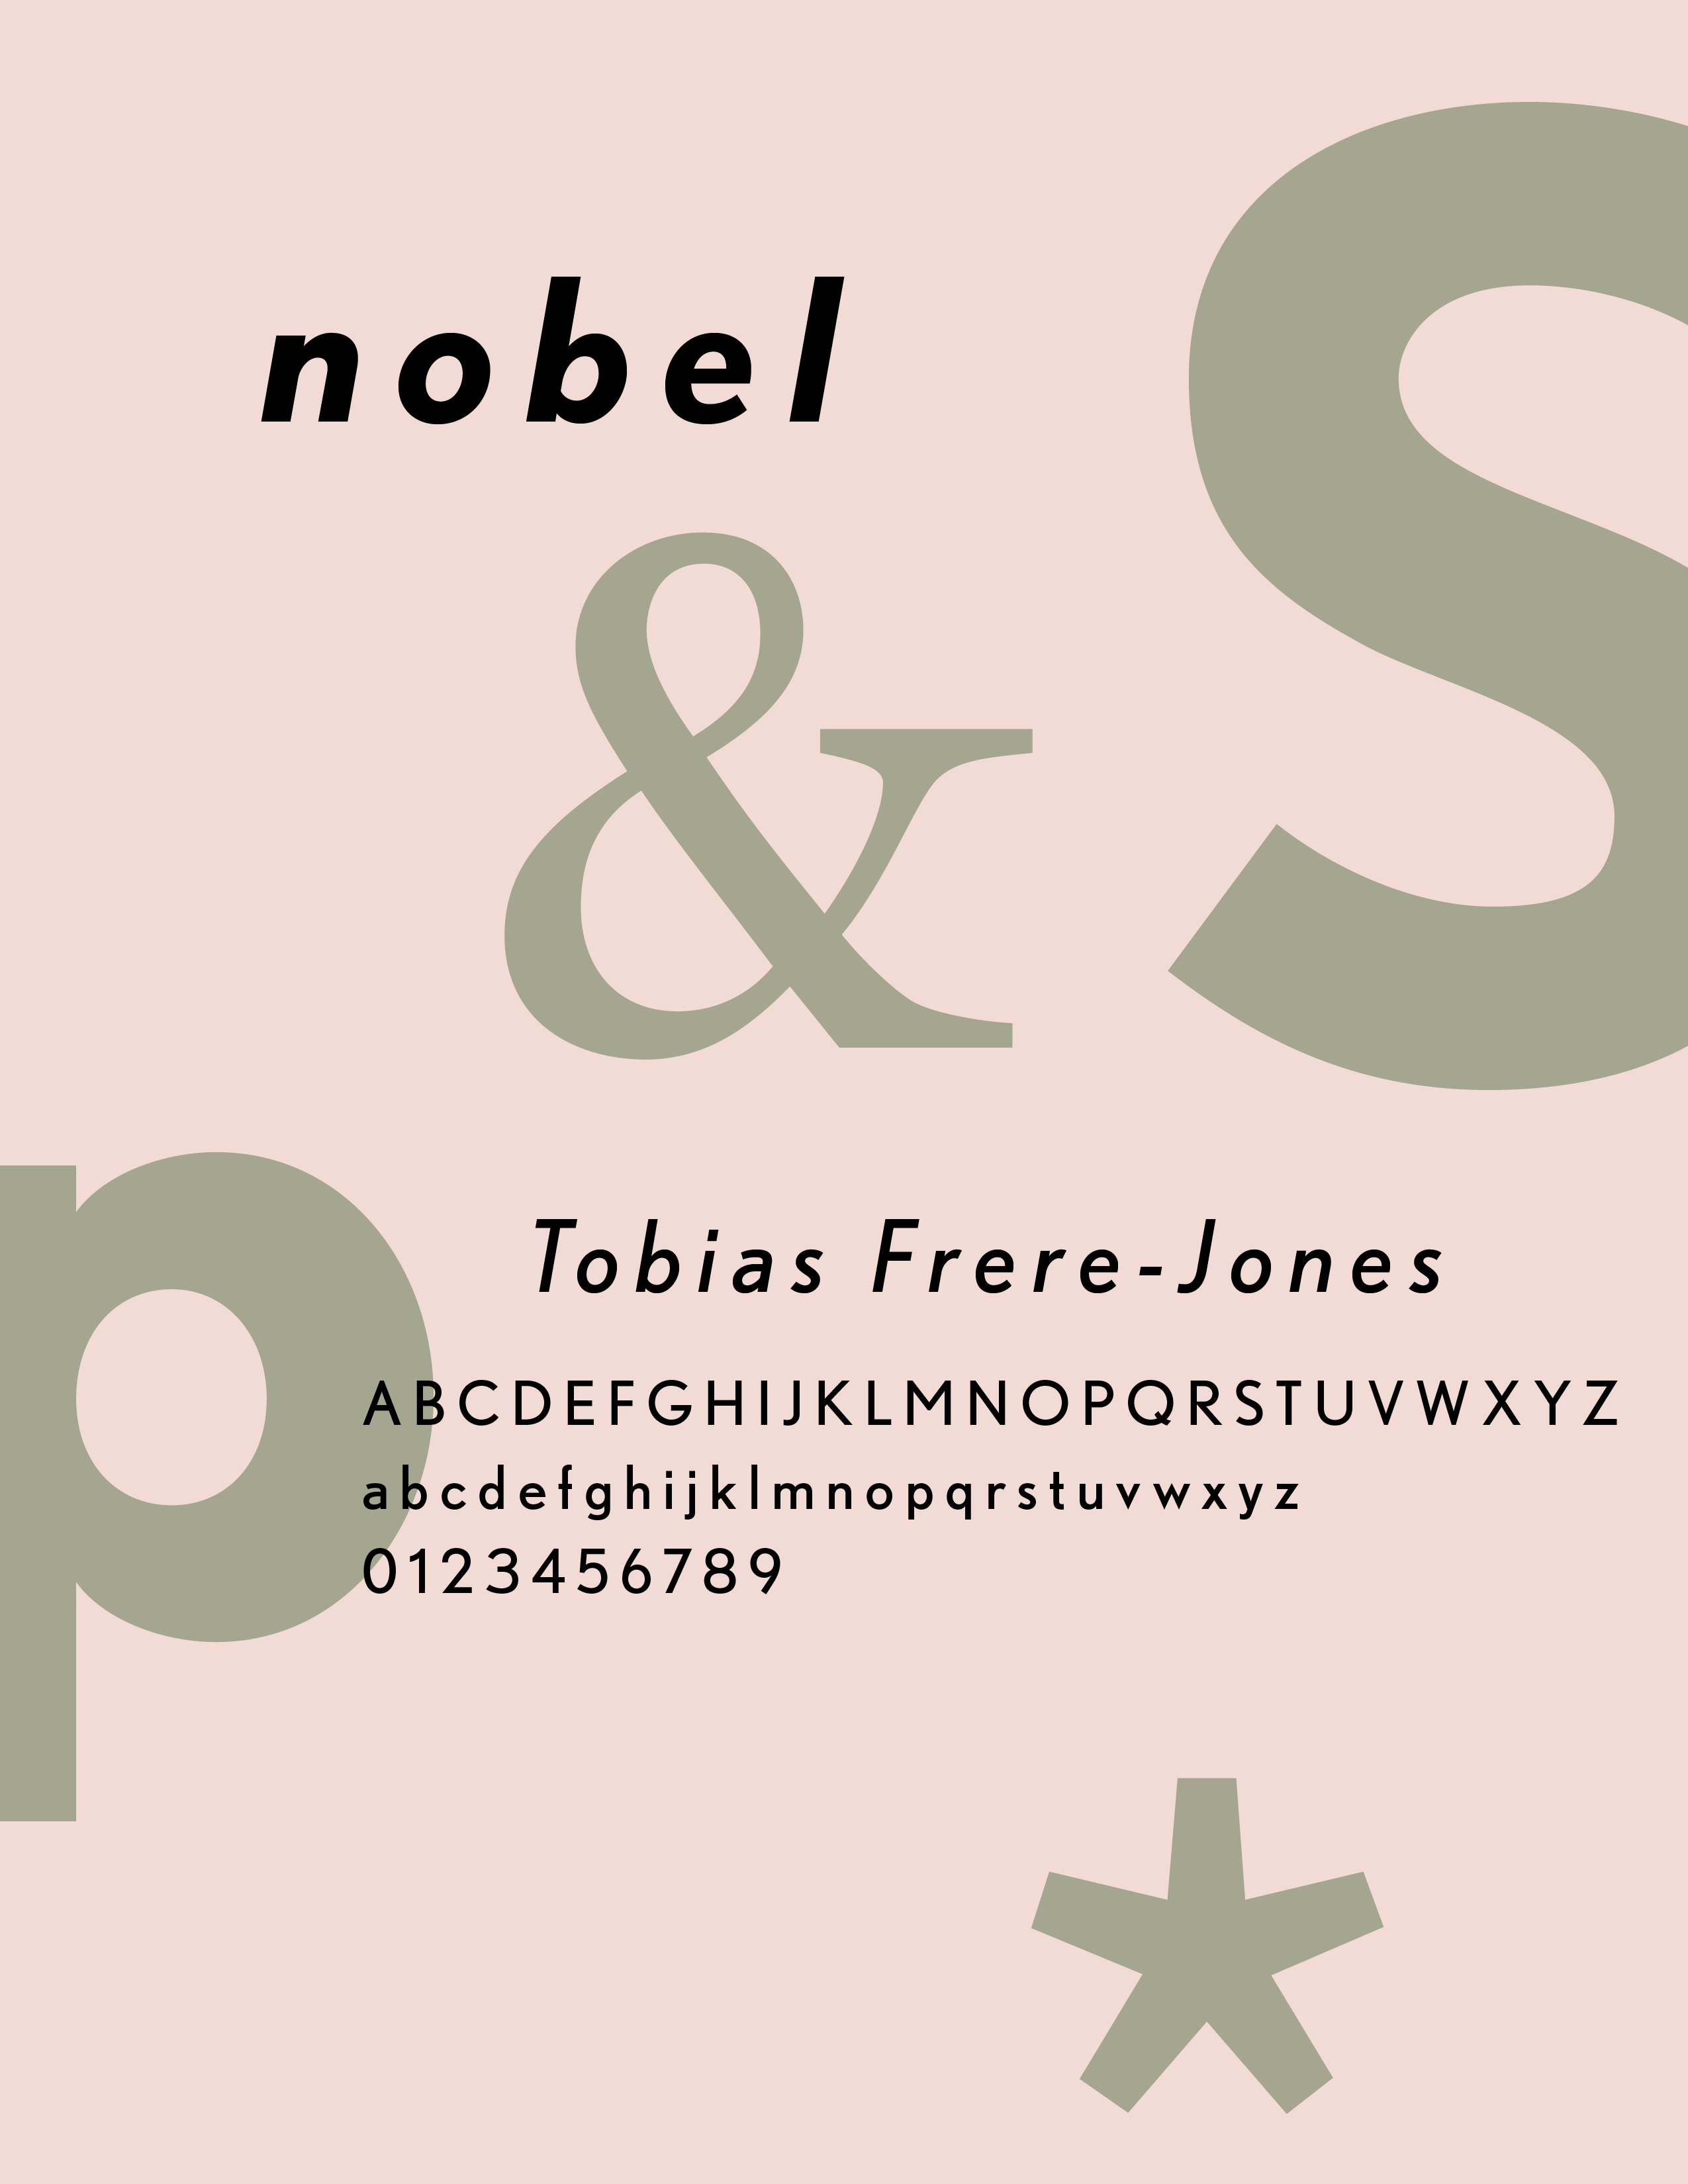 nobel
S
&
p
Tobias Frere-Jones
ABCDEFGHIJKLMNOPQRSTUVWXYZ
abcdefghijklmnopqrstuvwxyz
0123456789
*